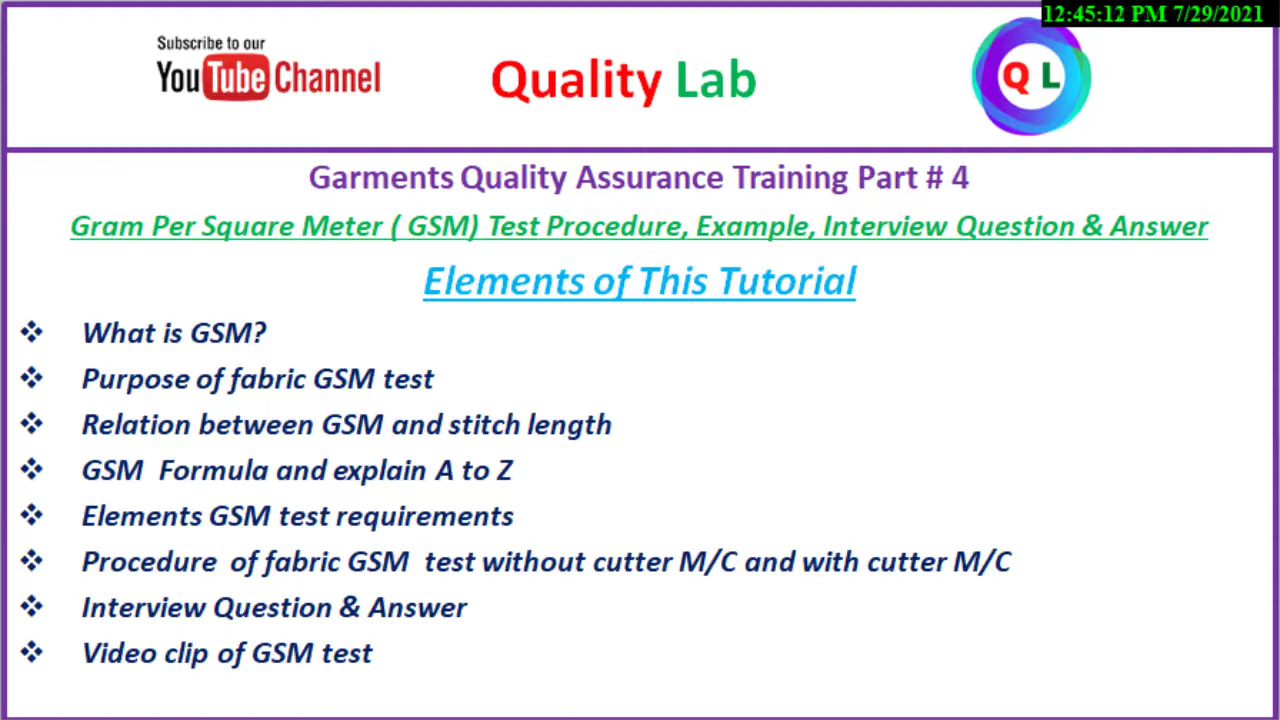 12:45:12 PM 7/29/2021
Subscribe to our
YouTube Channel
Quality Lab
Q L
Garments Quality Assurance Training Part # 4
Gram Per Square Meter ( GSM) Test Procedure, Example, Interview Question & Answer
Elements of This Tutorial
❖ What is GSM?
❖ Purpose of fabric GSM test
❖ Relation between GSM and stitch length
❖ GSM Formula and explain A to Z
❖ Elements GSM test requirements
❖ Procedure of fabric GSM test without cutter M/C and with cutter M/C
❖ Interview Question & Answer
❖ Video clip of GSM test